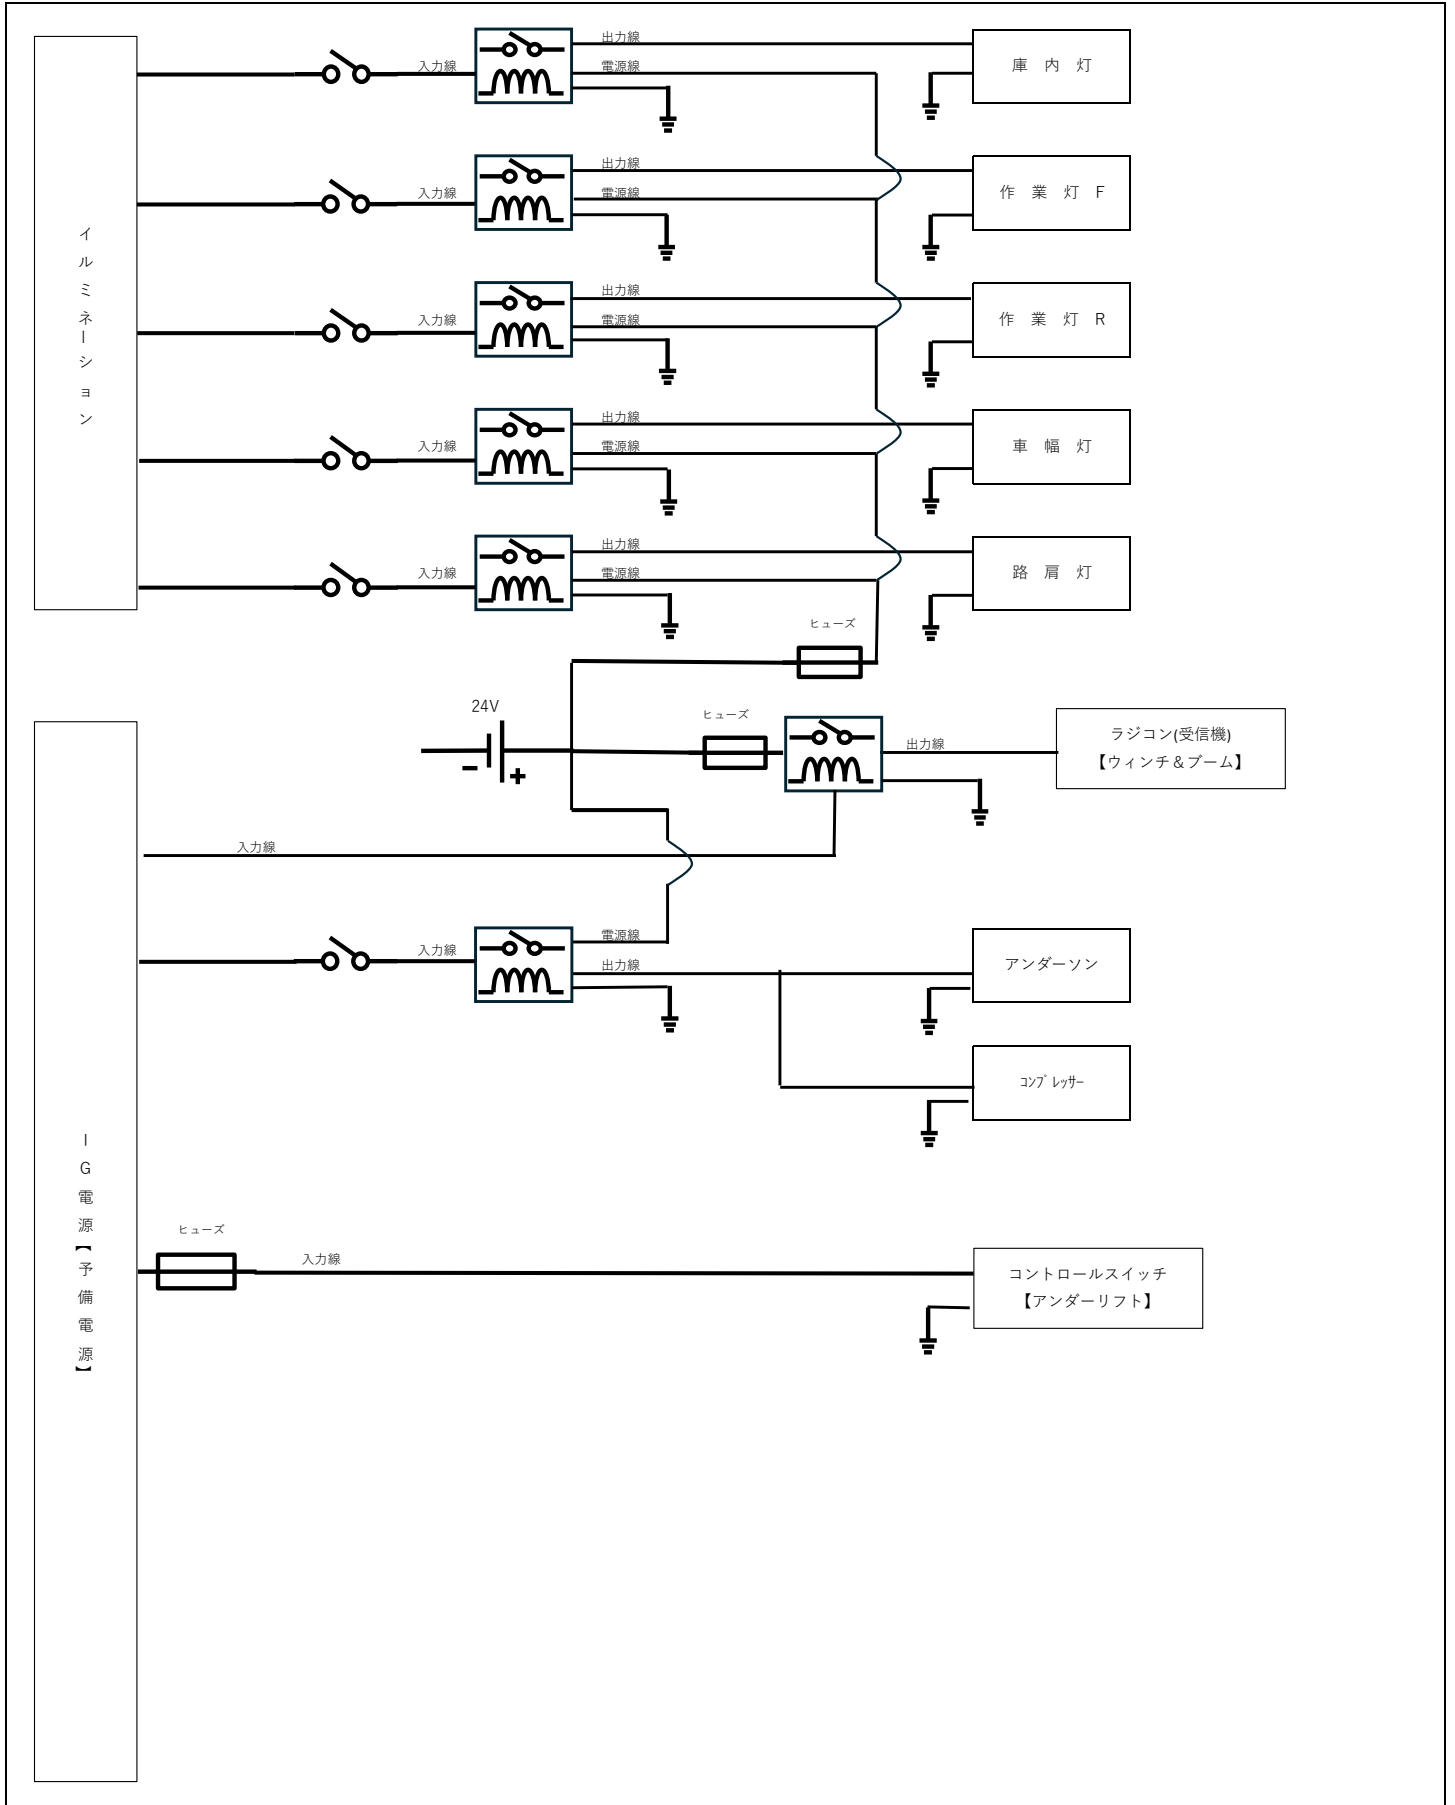 出力線
入力線
電源線
庫 内 灯
出力線
入力線
電源線
作 業 灯 F
イルミネーション
出力線
入力線
電源線
作 業 灯 R
出力線
入力線
電源線
車 幅 灯
出力線
入力線
電源線
路 肩 灯
ヒューズ
24V
ヒューズ
出力線
ラジコン(受信機)
【ウィンチ&ブーム】
入力線
電源線
入力線
出力線
アンダーソン
コンプレッサー
IG電源【予備電源】
ヒューズ
入力線
コントロールスイッチ
【アンダーリフト】